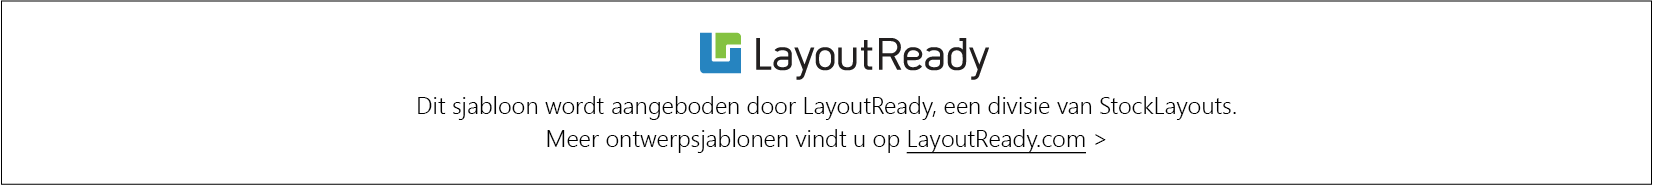 LayoutReady
Dit sjabloon wordt aangeboden door LayoutReady, een divisie van StockLayouts.
Meer ontwerpsjablonen vindt u op LayoutReady.com >